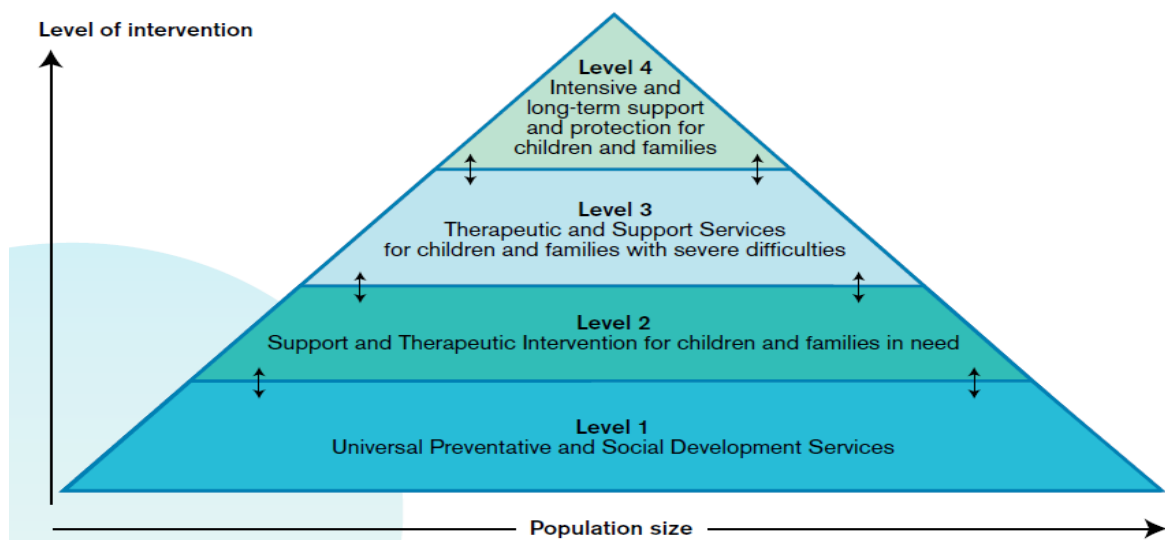 Level of intervention
Level 4
Intensive and
long-term support
and protection for
children and families
Level 3
Therapeutic and Support Services
for children and families with severe difficulties
Level 2
Support and Therapeutic Intervention for children and families in need
Level 1
Universal Preventative and Social Development Services
Population size